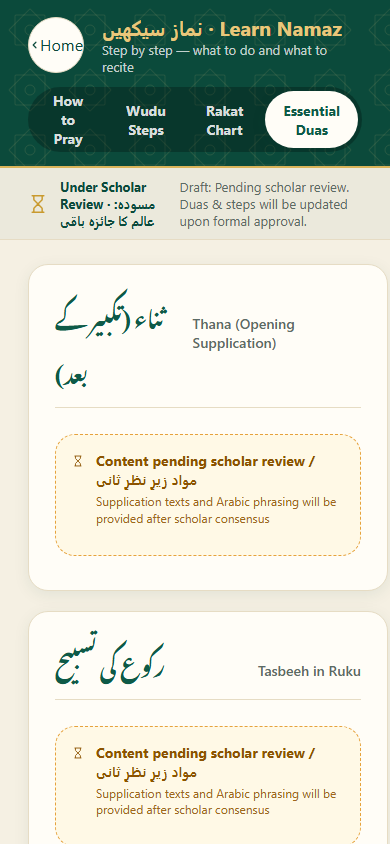 ‹ Home
نماز سیکھیں · Learn Namaz
Step by step — what to do and what to
recite
How
to
Pray
Wudu
Steps
Rakat
Chart
Essential
Duas
Under Scholar
Review · مسودہ:
عالم کا جائزہ باقی
Draft: Pending scholar review.
Duas & steps will be updated
upon formal approval.
ثناء (تکبیر کے
بعد)
Thana (Opening
Supplication)
Content pending scholar review /
مواد زیرِ نظرِ ثانی
Supplication texts and Arabic phrasing will be
provided after scholar consensus
رکوع کی تسبیح
Tasbeeh in Ruku
Content pending scholar review /
مواد زیرِ نظرِ ثانی
Supplication texts and Arabic phrasing will be
provided after scholar consensus